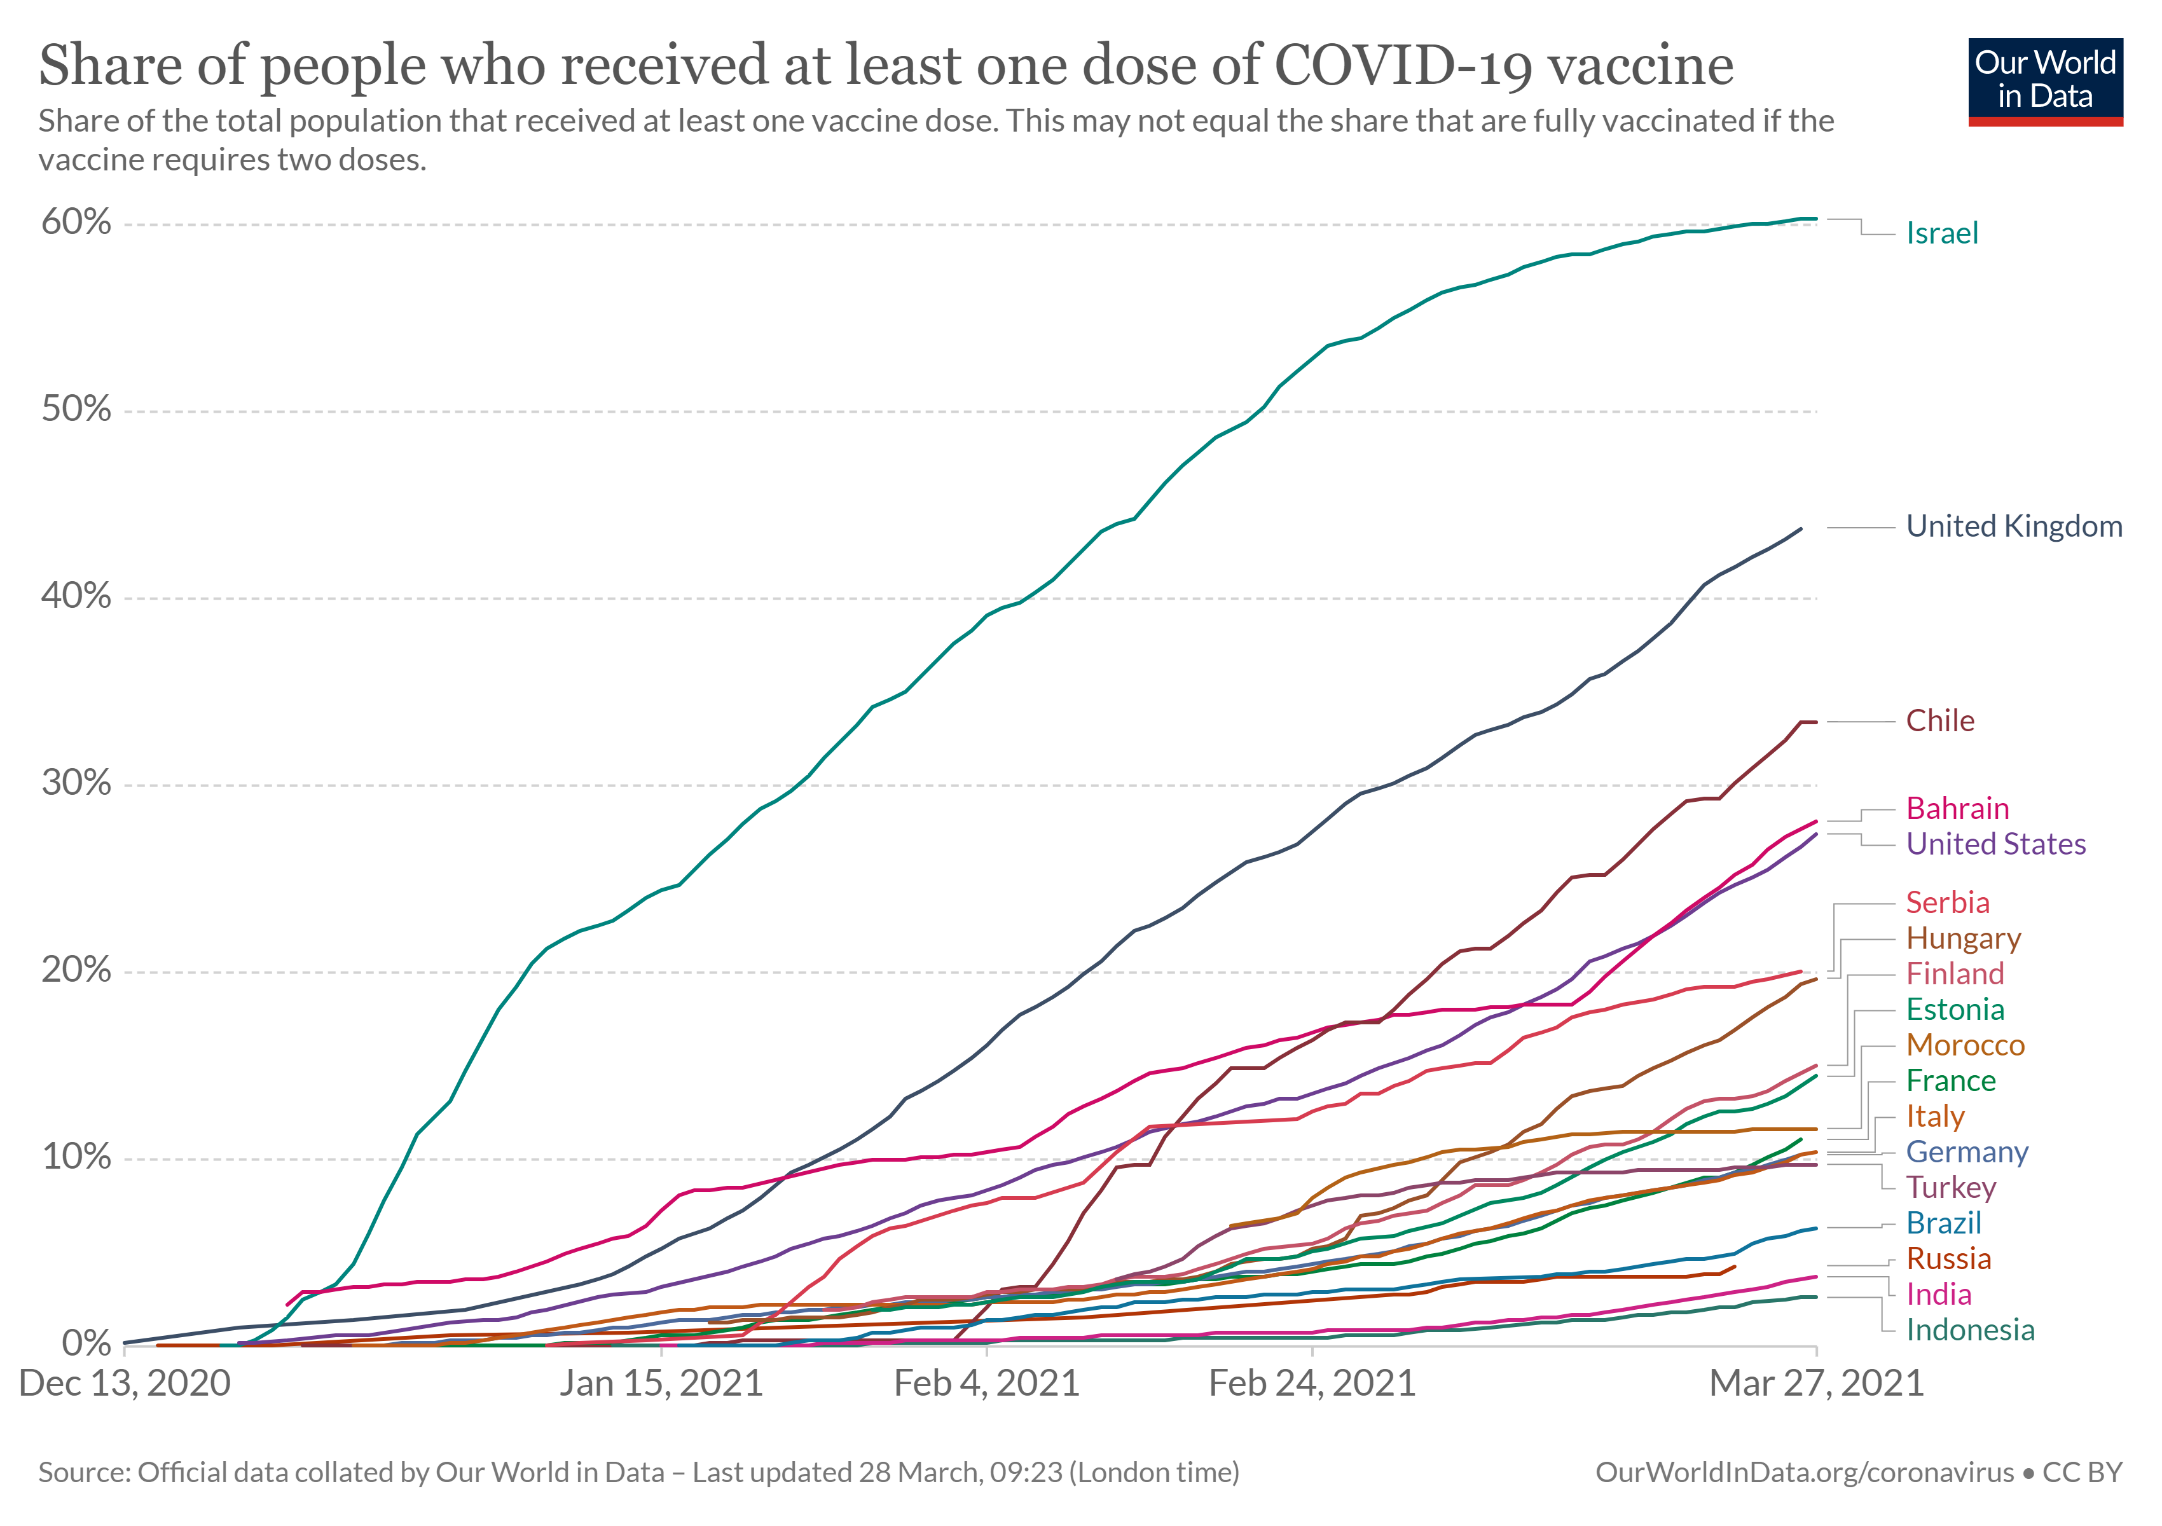 Share of people who received at least one dose of COVID-19 vaccine
Share of the total population that received at least one vaccine dose. This may not equal the share that are fully vaccinated if the
vaccine requires two doses.
Our World
in Data
60%
50%
40%
30%
20%
10%
0%
Israel
United Kingdom
Chile
Bahrain
United States
Serbia
Hungary
Finland
Estonia
Morocco
France
Italy
Germany
Turkey
Brazil
Russia
India
Indonesia
Dec 13, 2020
Jan 15, 2021
Feb 4, 2021
Feb 24, 2021
Mar 27, 2021
Source: Official data collated by Our World in Data – Last updated 28 March, 09:23 (London time)
OurWorldInData.org/coronavirus • CC BY